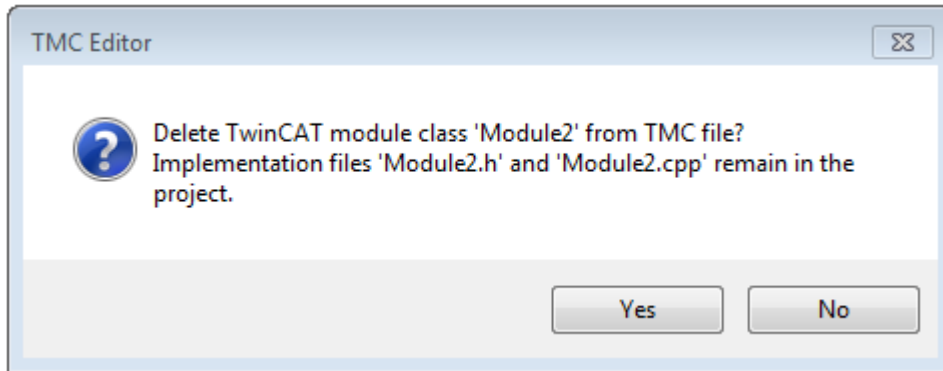 TMC Editor
Delete TwinCAT module class 'Module2' from TMC file?
Implementation files 'Module2.h' and 'Module2.cpp' remain in the
project.
Yes No